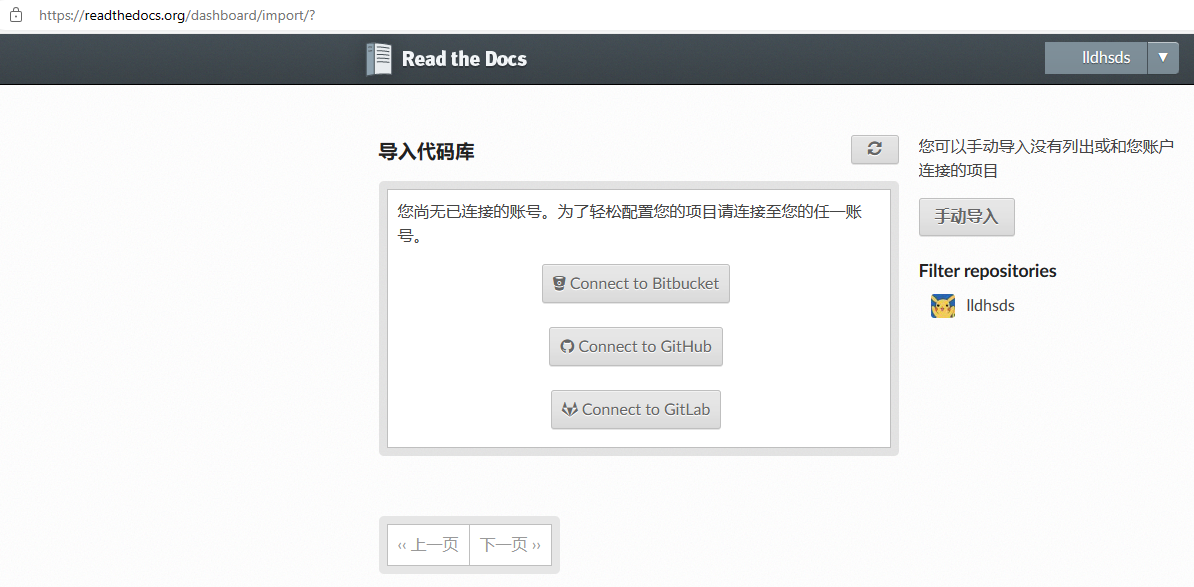 https://readthedocs.org/dashboard/import/?
Read the Docs
lldhsds
导入代码库
您尚无已连接的账号。为了轻松配置您的项目请连接至您的任一账
号。
Connect to Bitbucket
Connect to GitHub
Connect to GitLab
‹‹ 上一页
下一页 ››
您可以手动导入没有列出或和您账户
连接的项目
手动导入
Filter repositories
lldhsds